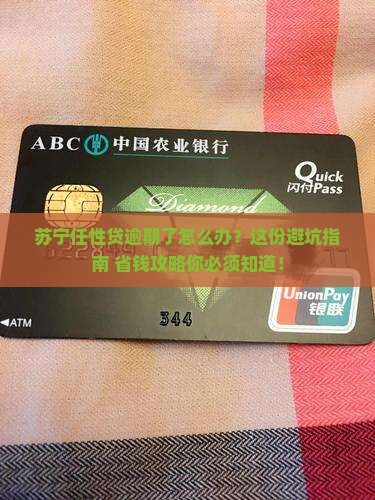 ABC 中国农业银行
Quick
闪付Pass
Diamond
苏宁任性贷逾期了怎么办?这份避坑指
南 省钱攻略你必须知道!
UnionPay
银联
◀ATM
344